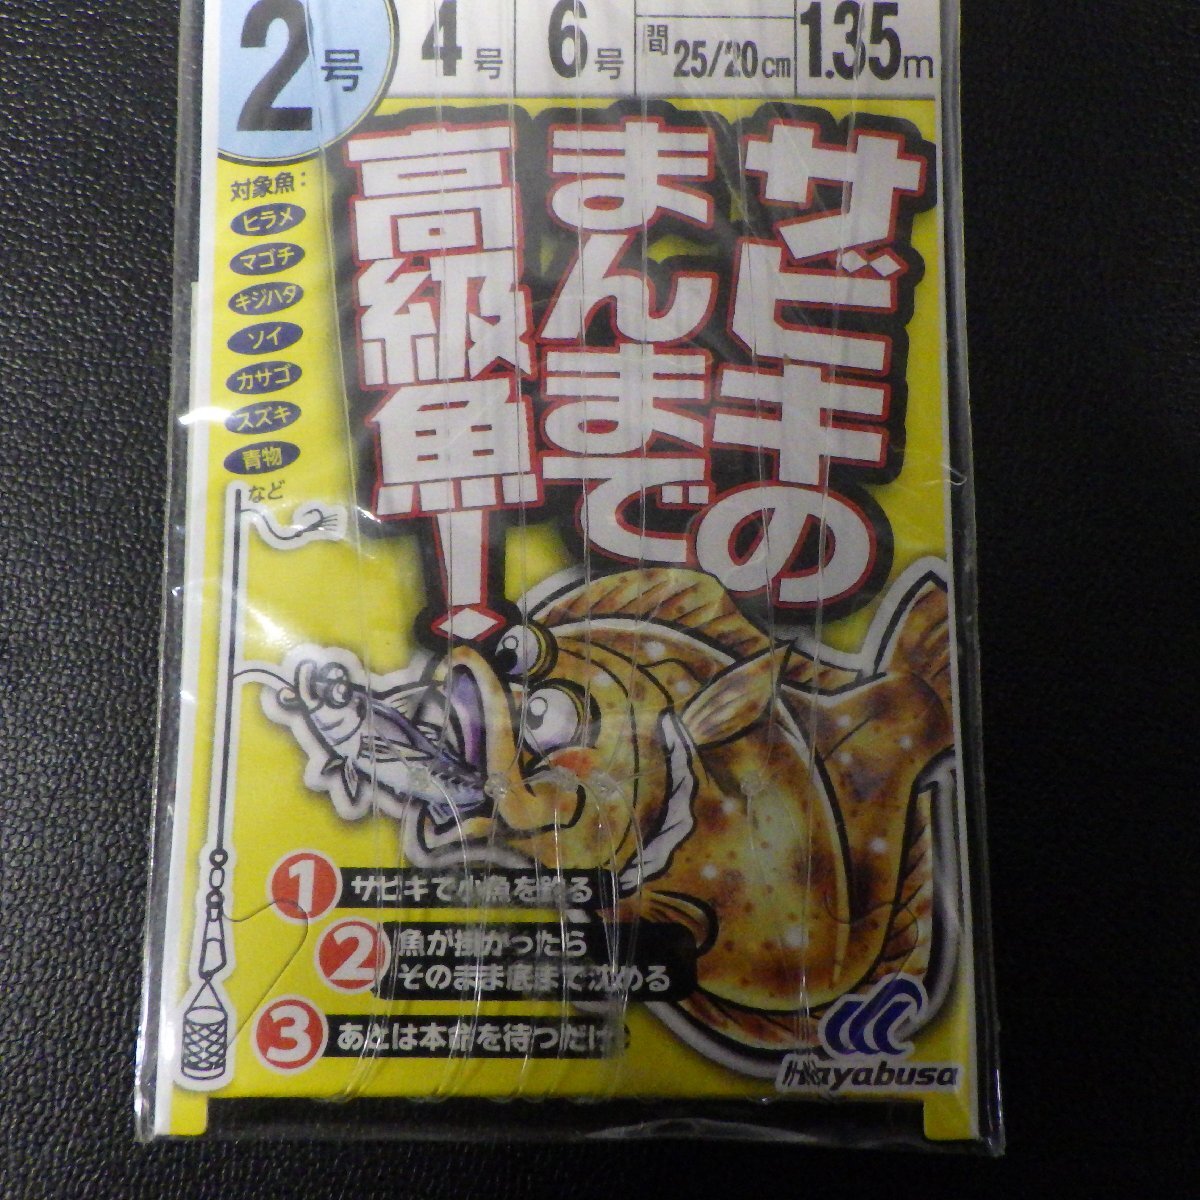 2号
4号
6号
間 25/20cm
1.35m
サビキの
まんまで
高級魚!
対象魚:
ヒラメ
マゴチ
キジハタ
ソイ
カサゴ
スズキ
青物
など
1 サビキで小魚を釣る
2 魚が掛かったら
そのまま底まで沈める
3 あとは本命を待つだけ!
Hayabusa